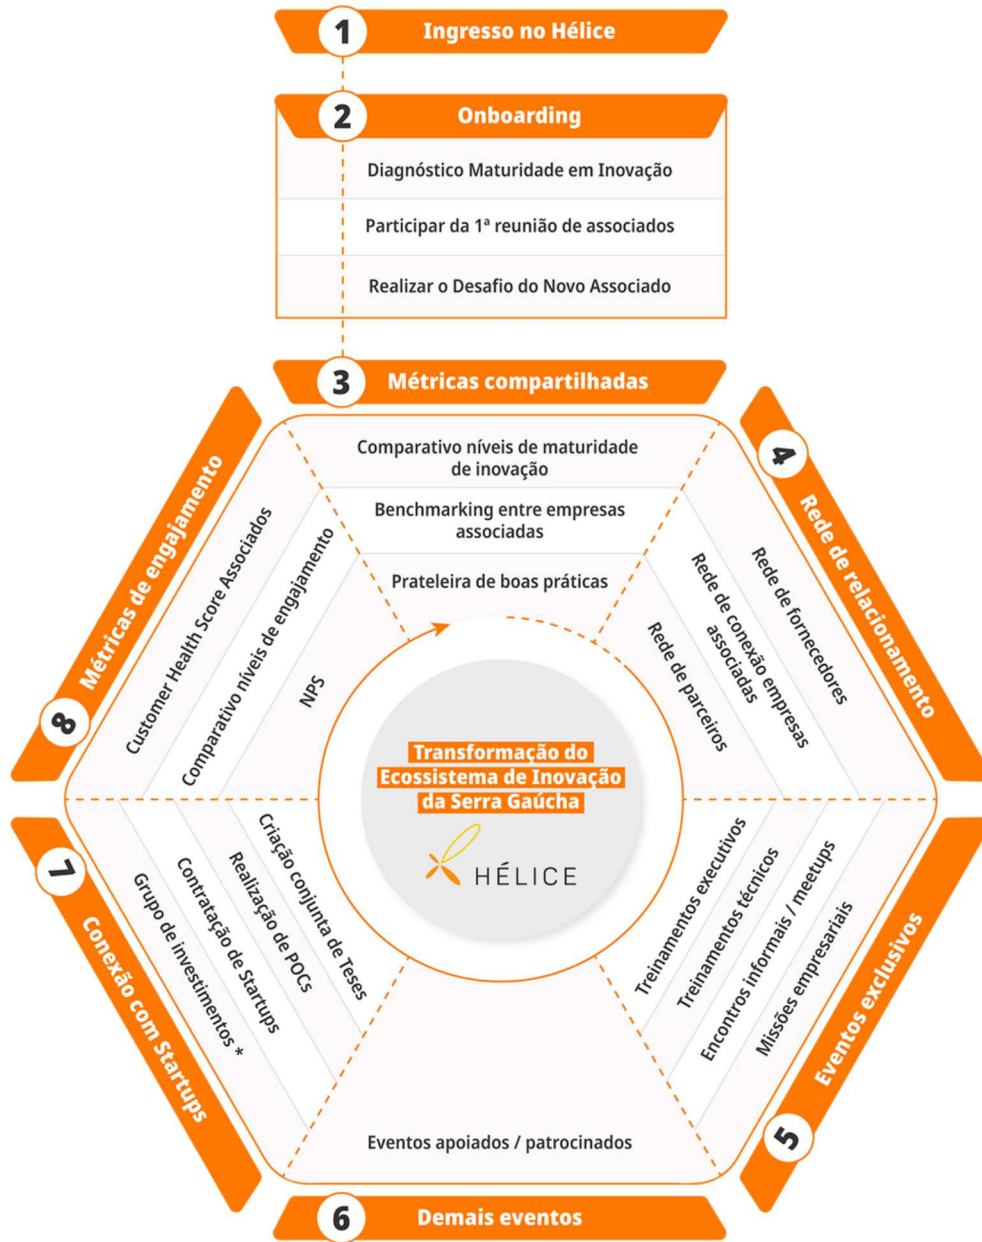 1
Ingresso no Hélice
2
Onboarding
Diagnóstico Maturidade em Inovação
Participar da 1ª reunião de associados
Realizar o Desafio do Novo Associado
3
Métricas compartilhadas
Comparativo níveis de maturidade
de inovação
Benchmarking entre empresas
associadas
Prateleira de boas práticas
4
Rede de relacionamento
Rede de fornecedores
Rede de conexão empresas
associadas
Rede de parceiros
5
Eventos exclusivos
Treinamentos executivos
Treinamentos técnicos
Encontros informais / meetups
Missões empresariais
6
Demais eventos
Eventos apoiados / patrocinados
7
Conexão com Startups
Grupo de investimentos *
Contratação de Startups
Realização de POCs
Criação conjunta de Teses
8
Métricas de engajamento
Customer Health Score Associados
Comparativo níveis de engajamento
NPS
Transformação do
Ecossistema de Inovação
da Serra Gaúcha
HÉLICE